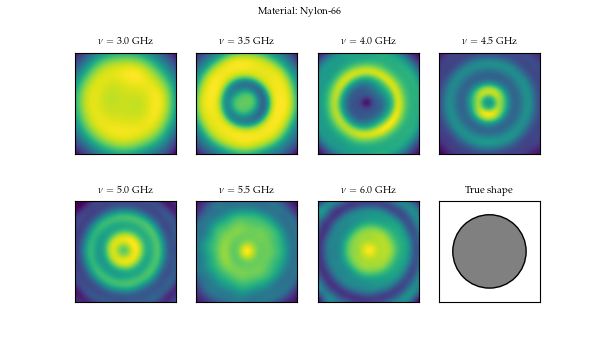 Material: Nylon-66
ν = 3.0 GHz
ν = 3.5 GHz
ν = 4.0 GHz
ν = 4.5 GHz
ν = 5.0 GHz
ν = 5.5 GHz
ν = 6.0 GHz
True shape